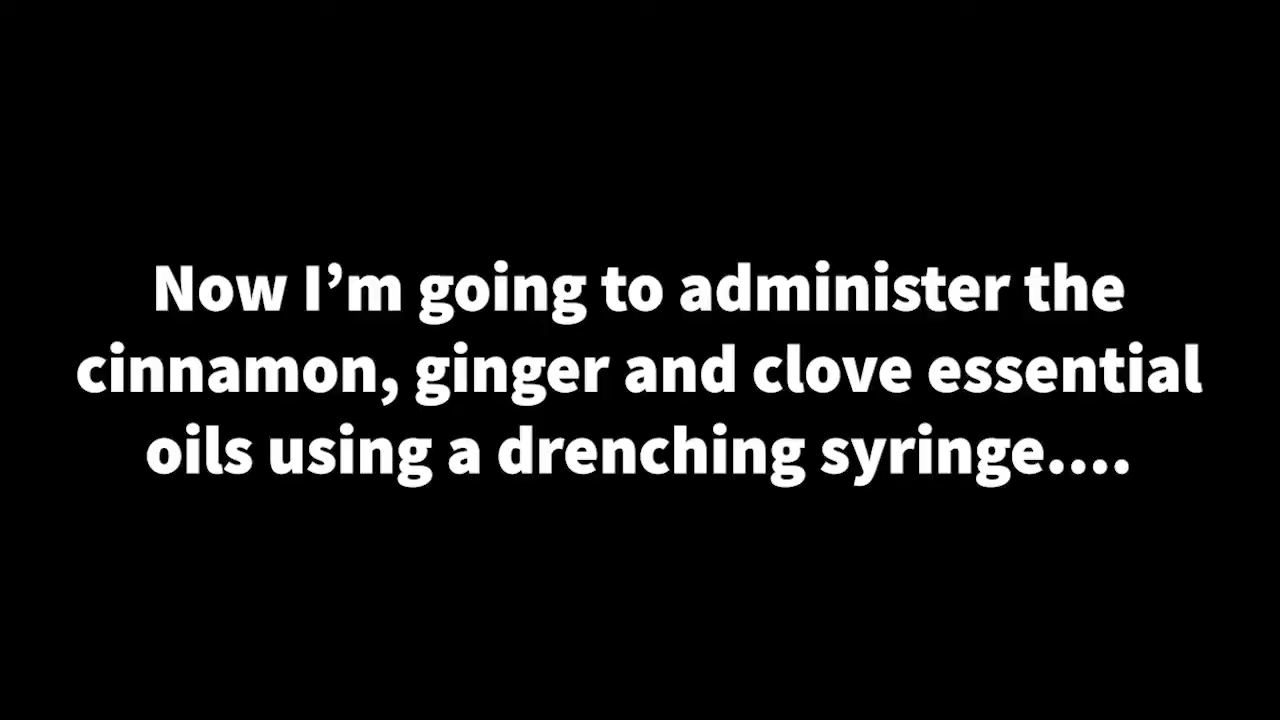 Now I’m going to administer the
cinnamon, ginger and clove essential
oils using a drenching syringe....